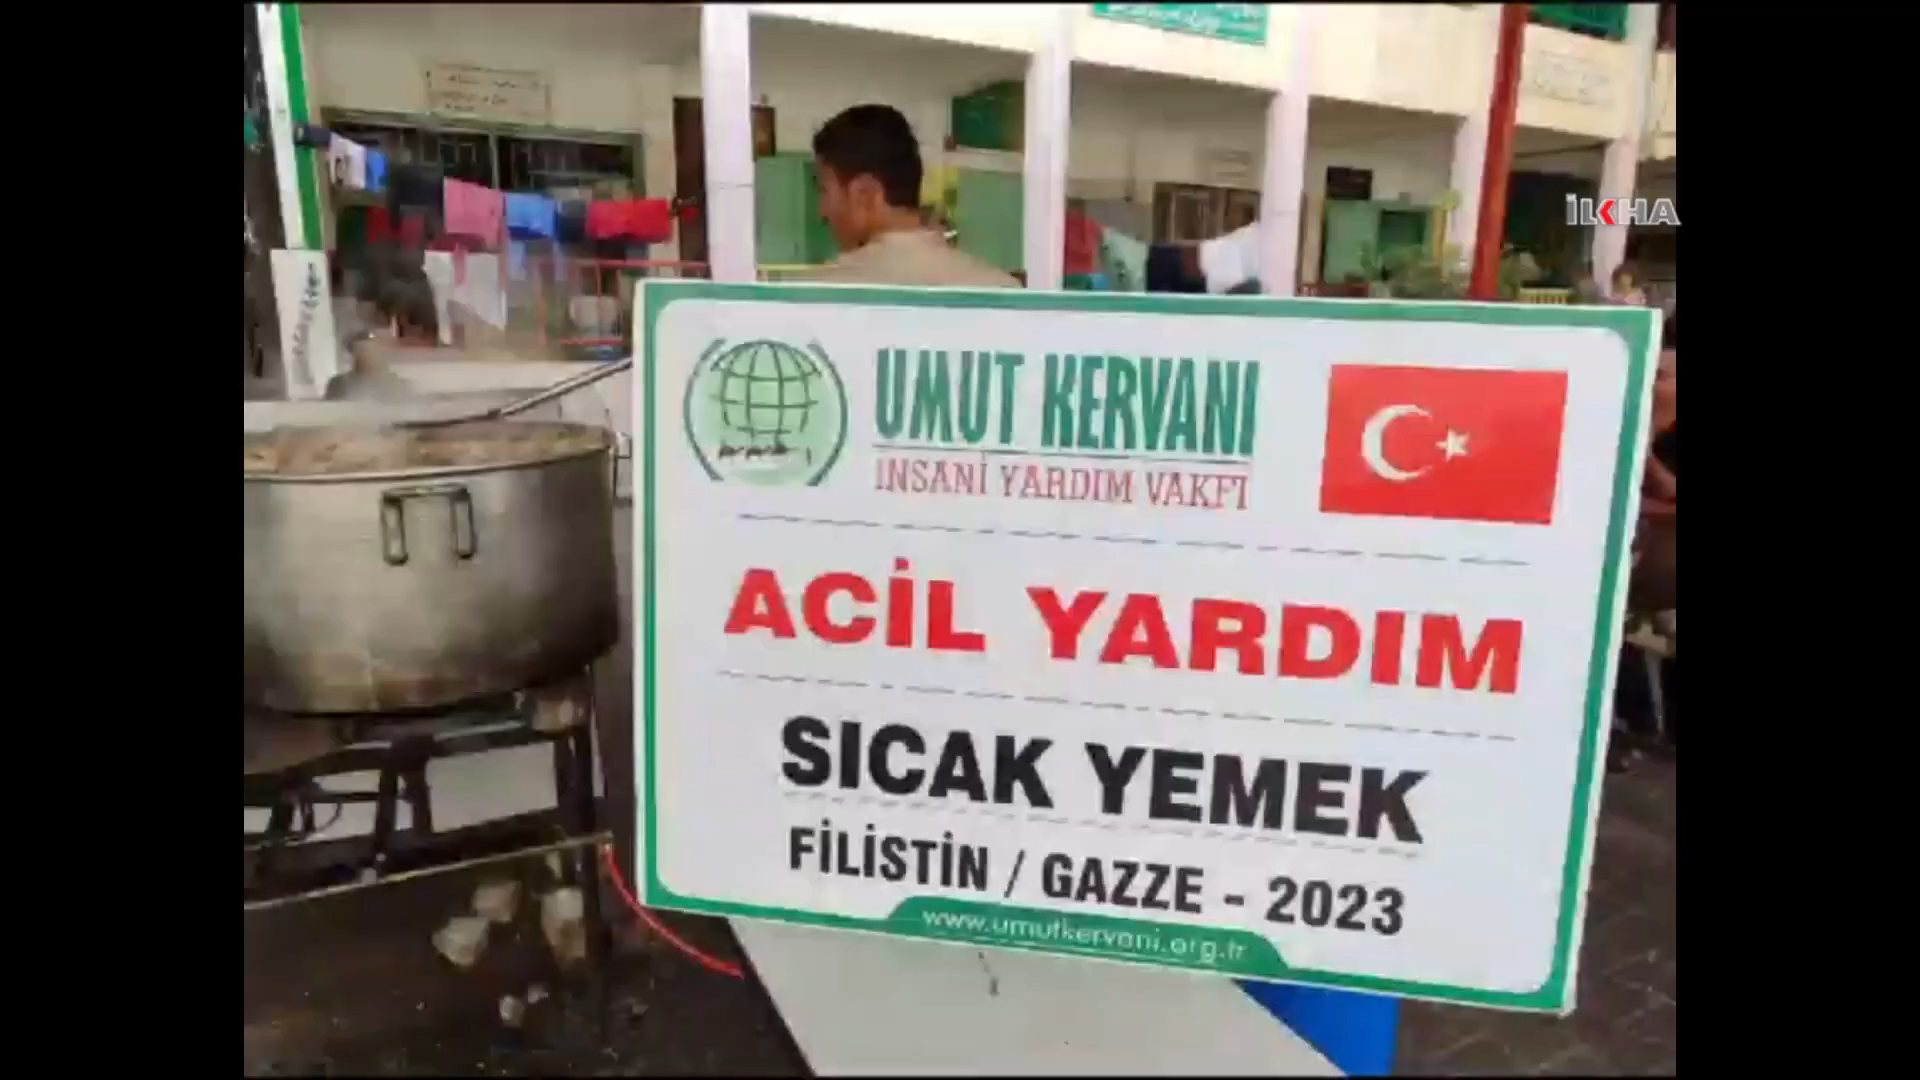 İLKHA
UMUT KERVANI
İNSANİ YARDIM VAKFI
ACİL YARDIM
SICAK YEMEK
FİLİSTİN / GAZZE - 2023
www.umutkervani.org.tr